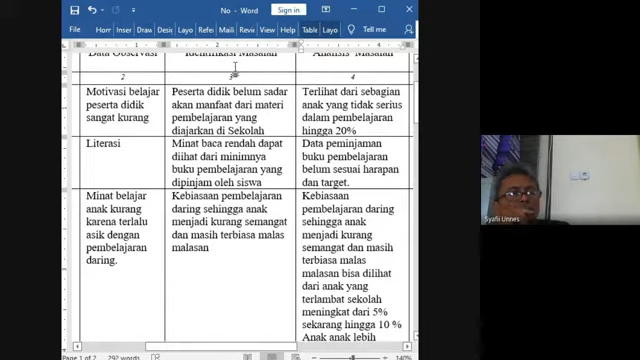 No - Word
Sign in
File
Hom
Inser
Draw
Desig
Layo
Refer
Maili
Revie
View
Help
Table
Layo
Tell me
Data Observasi
Identifikasi Masalah
Analisis Masalah
2
3
4
Motivasi belajar
peserta didik
sangat kurang
Peserta didik belum sadar
akan manfaat dari materi
pembelajaran yang
diajarkan di Sekolah
Terlihat dari sebagian
anak yang tidak serius
dalam pembelajaran
hingga 20%
Literasi
Minat baca rendah dapat
diihat dari minimnya
buku pembelajaran yang
dipinjam oleh siswa
Data peminjaman
buku pembelajaran
belum sesuai harapan
dan target.
Minat belajar
anak kurang
karena terlalu
asik dengan
pembelajaran
daring.
Kebiasaan pembelajaran
daring sehingga anak
menjadi kurang semangat
dan masih terbiasa malas
malasan
Kebiasaan
pembelajaran daring
sehingga anak
menjadi kurang
semangat dan masih
terbiasa malas
malasan bisa dilihat
dari anak yang
terlambat sekolah
meningkat dari 5%
sekarang hingga 10 %
Anak anak lebih
Page 1 of 2
292 words
140%
Syafii Unnes